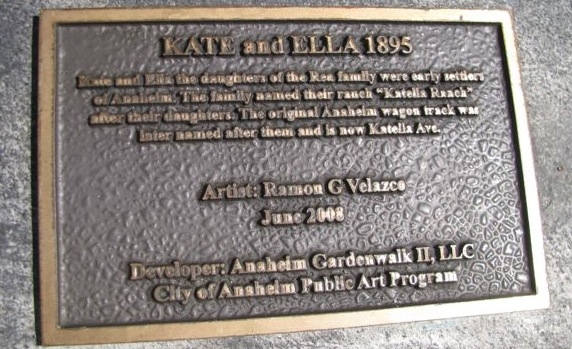 KATE and ELLA 1895
Kate and Ella the daughters of the Rea family were early settlers
of Anaheim. The family named their ranch "Katella Ranch"
after their daughters. The original Anaheim wagon track was
later named after them and is now Katella Ave.
Artist: Ramon G Velazco
June 2008
Developer: Anaheim Gardenwalk II, LLC
City of Anaheim Public Art Program